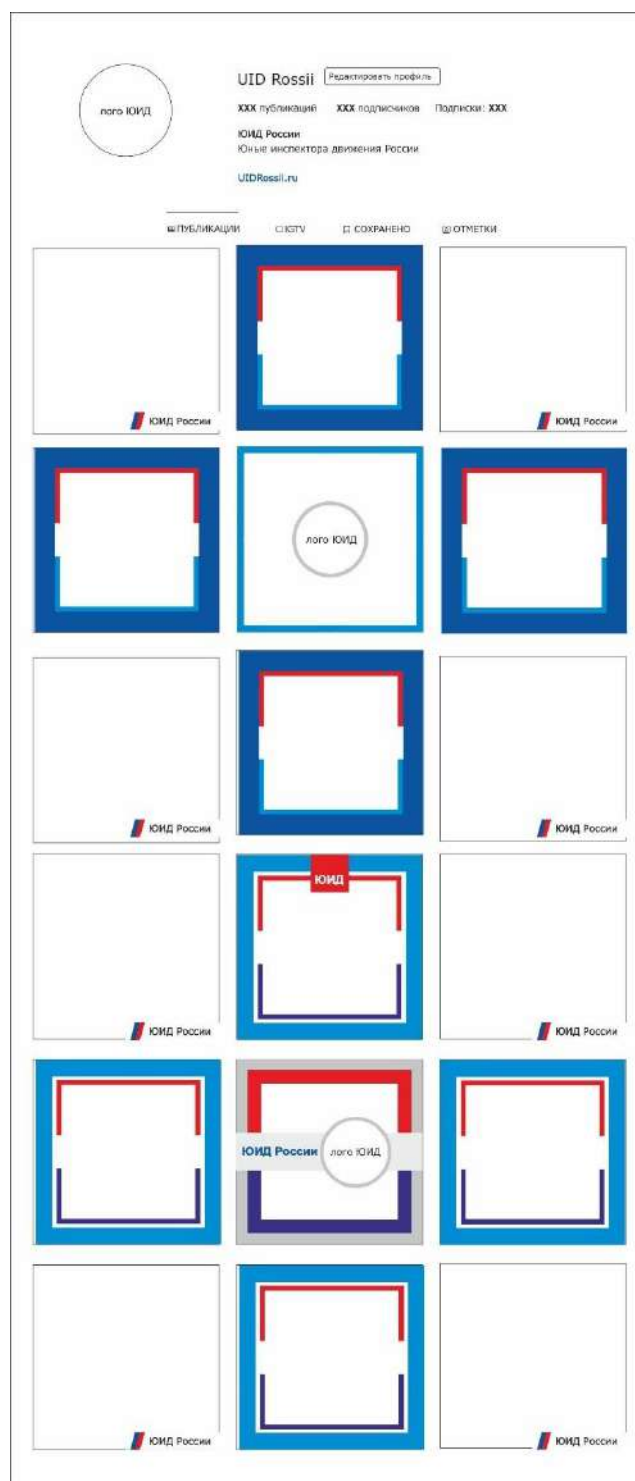 лого ЮИД
UID Rossii Редактировать профиль
XXX публикаций XXX подписчиков Подписки: XXX
ЮИД России
Юные инспектора движения России
UIDRossii.ru
ПУБЛИКАЦИИ IGTV СОХРАНЕНО ОТМЕТКИ
ЮИД России
ЮИД России
лого ЮИД
ЮИД России
ЮИД России
ЮИД
ЮИД России
ЮИД России
ЮИД России лого ЮИД
ЮИД России
ЮИД России